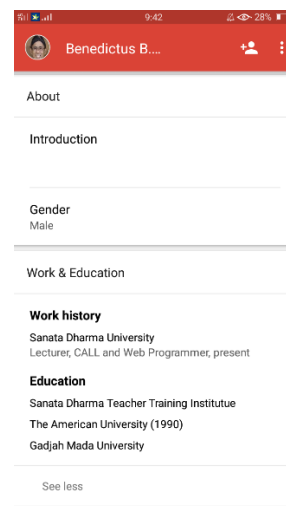 9:42
28%
Benedictus B....
About
Introduction
Gender
Male
Work & Education
Work history
Sanata Dharma University
Lecturer, CALL and Web Programmer, present
Education
Sanata Dharma Teacher Training Institutue
The American University (1990)
Gadjah Mada University
See less